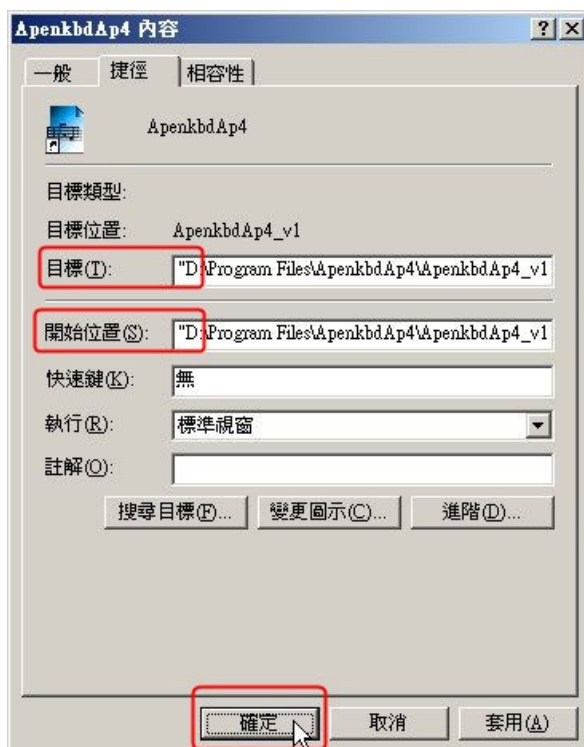 ApenkbdAp4 內容
一般 捷徑 相容性
ApenkbdAp4
目標類型:
目標位置: ApenkbdAp4_v1
目標(T): "D:\Program Files\ApenkbdAp4\ApenkbdAp4_v1
開始位置(S): "D:\Program Files\ApenkbdAp4\ApenkbdAp4_v1
快速鍵(K): 無
執行(R): 標準視窗
註解(O):
搜尋目標(F)... 變更圖示(C)... 進階(D)...
確定 取消 套用(A)